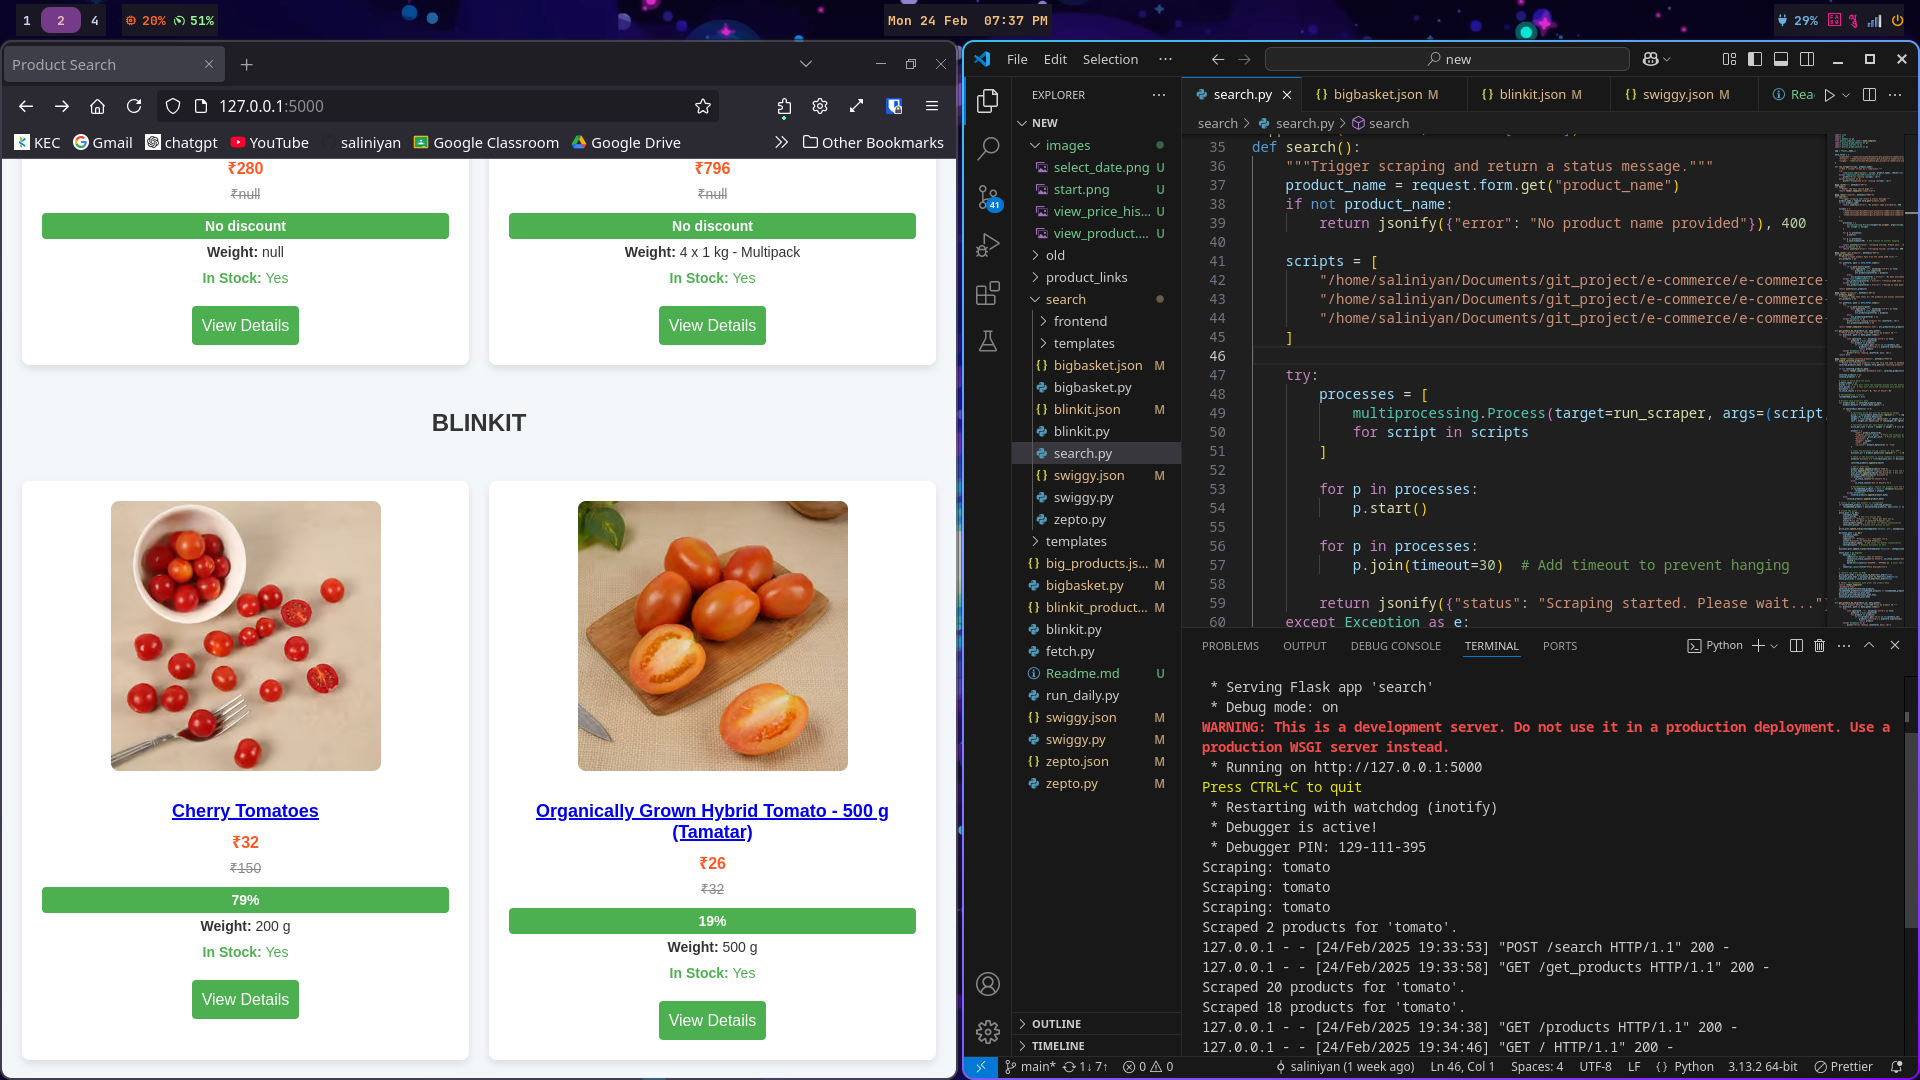 1 2 4
20% 51%
Mon 24 Feb 07:37 PM
29%
Product Search
127.0.0.1:5000
KEC
Gmail
chatgpt
YouTube
saliniyan
Google Classroom
Google Drive
Other Bookmarks
₹280
₹null
No discount
Weight: null
In Stock: Yes
View Details
₹796
₹null
No discount
Weight: 4 x 1 kg - Multipack
In Stock: Yes
View Details
BLINKIT
Cherry Tomatoes
₹32
₹150
79%
Weight: 200 g
In Stock: Yes
View Details
Organically Grown Hybrid Tomato - 500 g
(Tamatar)
₹26
₹32
19%
Weight: 500 g
In Stock: Yes
View Details
File Edit Selection ···
new
EXPLORER
NEW
images
select_date.png U
start.png U
view_price_his... U
view_product.... U
old
product_links
search
frontend
templates
bigbasket.json M
bigbasket.py
blinkit.json M
blinkit.py
search.py
swiggy.json M
swiggy.py
zepto.py
templates
big_products.js... M
bigbasket.py M
blinkit_product... M
blinkit.py
fetch.py
Readme.md U
run_daily.py
swiggy.json M
swiggy.py M
zepto.json M
zepto.py M
OUTLINE
TIMELINE
41
search.py
bigbasket.json M
blinkit.json M
swiggy.json M
Rea
search > search.py > search
35 def search():
36 """Trigger scraping and return a status message."""
37 product_name = request.form.get("product_name")
38 if not product_name:
39 return jsonify({"error": "No product name provided"}), 400
40
41 scripts = [
42 "/home/saliniyan/Documents/git_project/e-commerce/e-commerce-
43 "/home/saliniyan/Documents/git_project/e-commerce/e-commerce-
44 "/home/saliniyan/Documents/git_project/e-commerce/e-commerce-
45 ]
46
47 try:
48 processes = [
49 multiprocessing.Process(target=run_scraper, args=(script,
50 for script in scripts
51 ]
52
53 for p in processes:
54 p.start()
55
56 for p in processes:
57 p.join(timeout=30) # Add timeout to prevent hanging
58
59 return jsonify({"status": "Scraping started. Please wait..."}
60 except Exception as e:
PROBLEMS OUTPUT DEBUG CONSOLE TERMINAL PORTS
Python
* Serving Flask app 'search'
* Debug mode: on
WARNING: This is a development server. Do not use it in a production deployment. Use a
production WSGI server instead.
* Running on http://127.0.0.1:5000
Press CTRL+C to quit
* Restarting with watchdog (inotify)
* Debugger is active!
* Debugger PIN: 129-111-395
Scraping: tomato
Scraping: tomato
Scraping: tomato
Scraped 2 products for 'tomato'.
127.0.0.1 - - [24/Feb/2025 19:33:53] "POST /search HTTP/1.1" 200 -
127.0.0.1 - - [24/Feb/2025 19:33:58] "GET /get_products HTTP/1.1" 200 -
Scraped 20 products for 'tomato'.
Scraped 18 products for 'tomato'.
127.0.0.1 - - [24/Feb/2025 19:34:38] "GET /products HTTP/1.1" 200 -
127.0.0.1 - - [24/Feb/2025 19:34:46] "GET / HTTP/1.1" 200 -
main* 1↓ 7↑ 0 0 saliniyan (1 week ago) Ln 46, Col 1 Spaces: 4 UTF-8 LF { } Python 3.13.2 64-bit Prettier